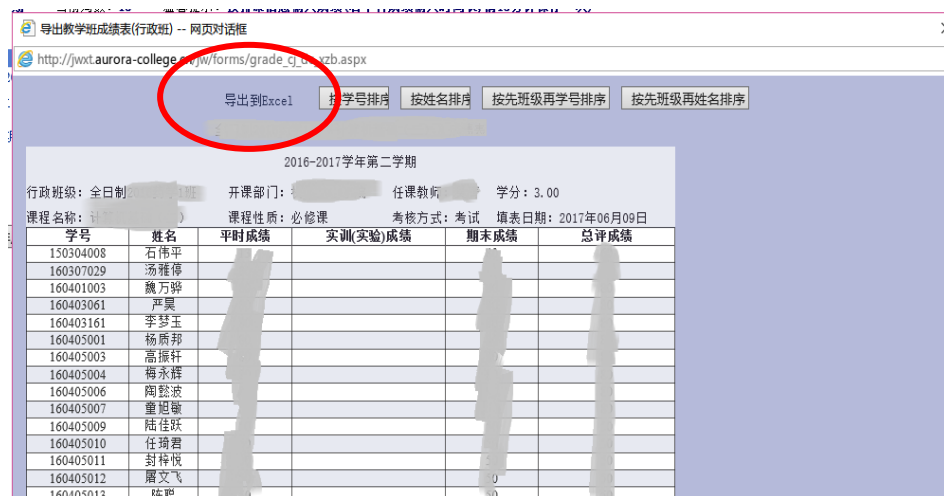 导出教学班成绩表(行政班) -- 网页对话框
http://jwxt.aurora-college.cn/jw/forms/grade_cj_dc_xzb.aspx
导出到Excel 按学号排序 按姓名排序 按先班级再学号排序 按先班级再姓名排序
2016-2017学年第二学期
行政班级：全日制 开课部门： 任课教师 学分：3.00
课程名称： 课程性质：必修课 考核方式：考试 填表日期：2017年06月09日
学号 姓名 平时成绩 实训(实验)成绩 期末成绩 总评成绩
150304008 石伟平
160307029 汤雅停
160401003 魏万骅
160403061 严昊
160403161 李梦玉
160405001 杨质邦
160405003 高振轩
160405004 梅永辉
160405006 陶懿波
160405007 童旭敏
160405009 陆佳跃
160405010 任琦君
160405011 封梓悦
160405012 屠文飞
160405013 陈聪